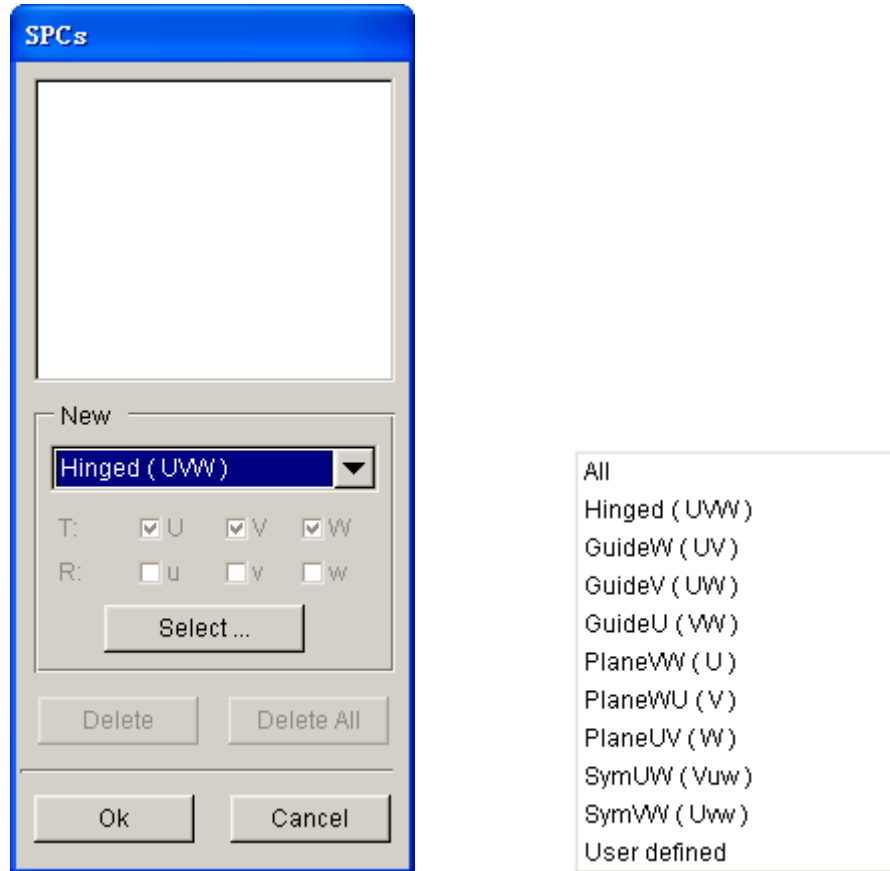 SPCs
New
Hinged ( UVW )
T: U V W
R: u v w
Select ...
Delete Delete All
Ok Cancel
All
Hinged ( UVW )
GuideW ( UV )
GuideV ( UW )
GuideU ( VW )
PlaneVW ( U )
PlaneWU ( V )
PlaneUV ( W )
SymUW ( Vuw )
SymVW ( Uvw )
User defined